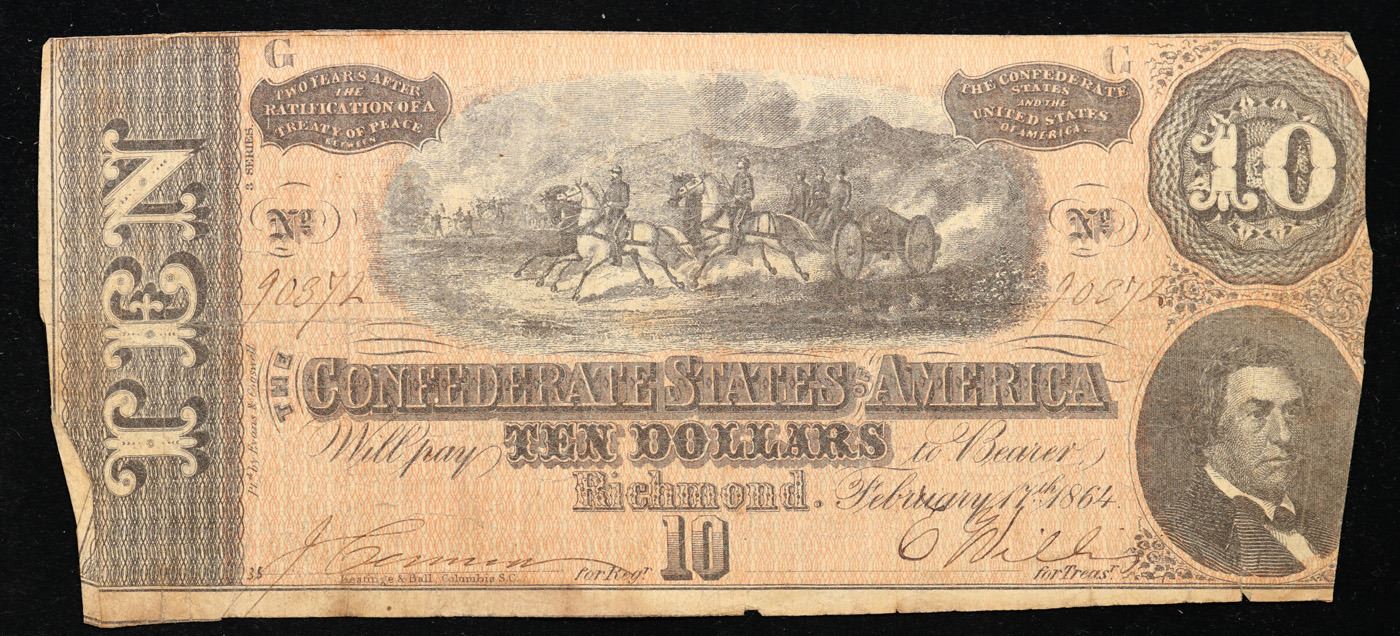 G
G
TWO YEARS AFTER
THE
RATIFICATION OF A
TREATY OF PEACE
BETWEEN
THE CONFEDERATE
STATES
AND THE
UNITED STATES
OF AMERICA.
10
3 SERIES.
TEN
No.
No.
90372
90372
THE
CONFEDERATE STATES OF AMERICA
Will pay TEN DOLLARS to Bearer
Richmond. February 17th 1864
10
for Regr.
for Treasr.
Keatinge & Ball, Columbia S.C.